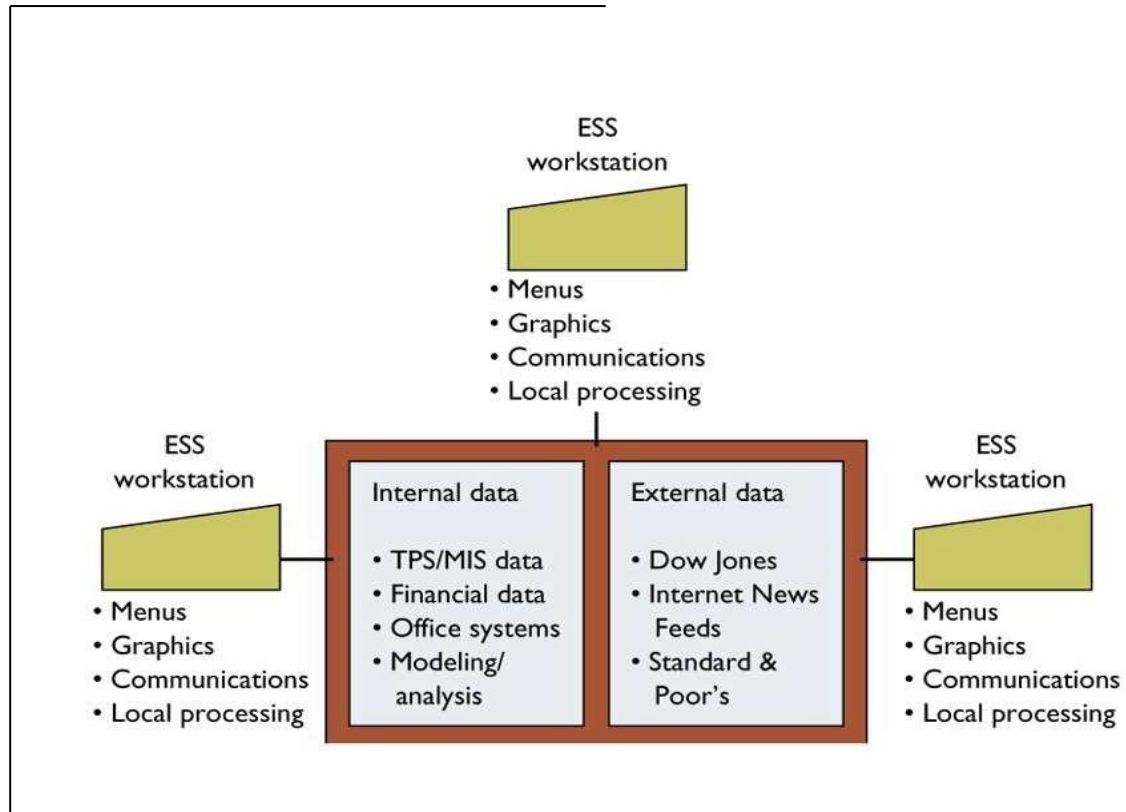 ESS
workstation
• Menus
• Graphics
• Communications
• Local processing
ESS
workstation
• Menus
• Graphics
• Communications
• Local processing
Internal data
• TPS/MIS data
• Financial data
• Office systems
• Modeling/
analysis
External data
• Dow Jones
• Internet News
Feeds
• Standard &
Poor's
ESS
workstation
• Menus
• Graphics
• Communications
• Local processing